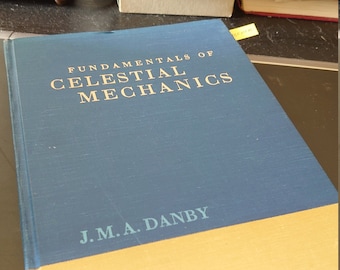 FUNDAMENTALS OF
CELESTIAL
MECHANICS
J.M.A. DANBY